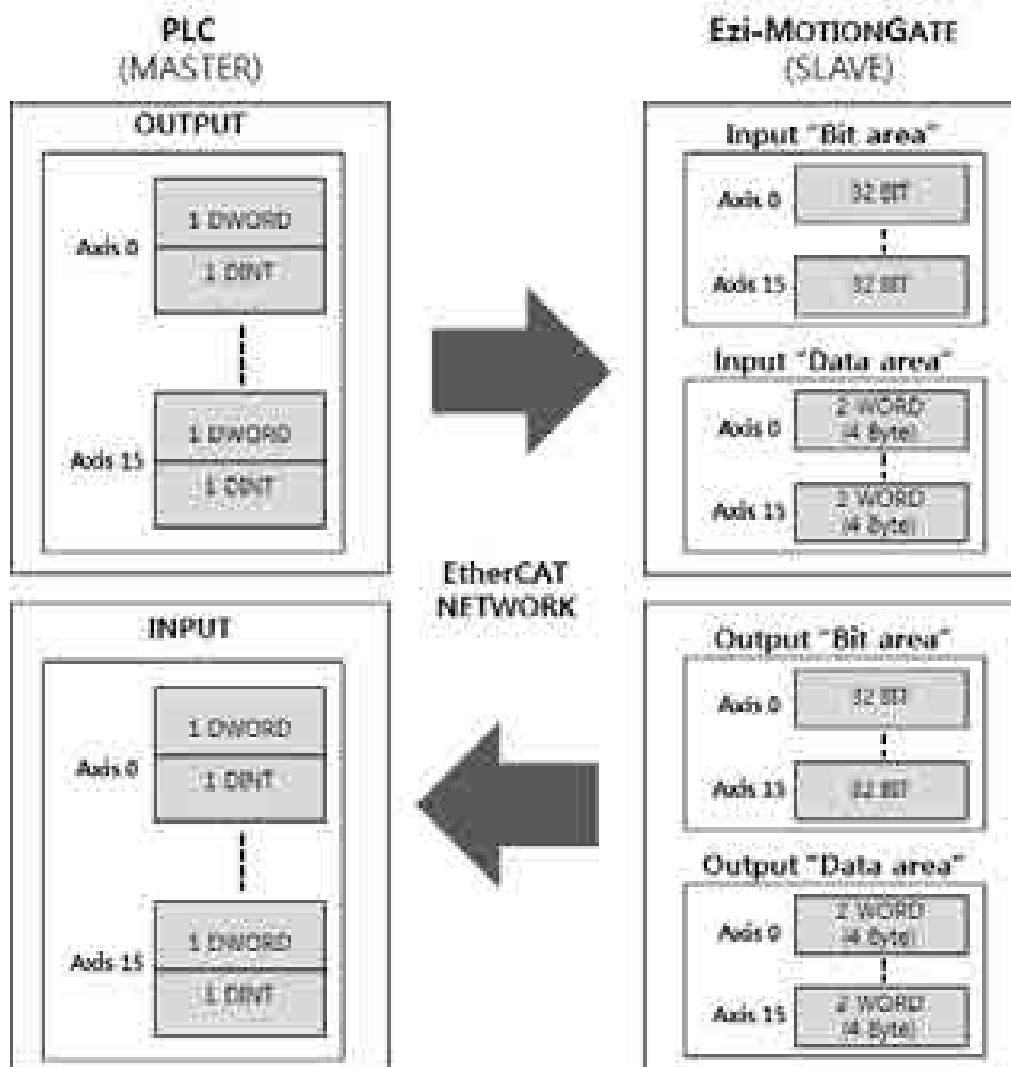 PLC
(MASTER)
OUTPUT
Axis 0
1 DWORD
1 DINT
Axis 15
1 DWORD
1 DINT
INPUT
Axis 0
1 DWORD
1 DINT
Axis 15
1 DWORD
1 DINT
EtherCAT
NETWORK
Ezi-MOTIONGATE
(SLAVE)
Input "Bit area"
Axis 0
32 BIT
Axis 15
32 BIT
Input "Data area"
Axis 0
2 WORD
(4 Byte)
Axis 15
2 WORD
(4 Byte)
Output "Bit area"
Axis 0
32 BIT
Axis 15
32 BIT
Output "Data area"
Axis 0
2 WORD
(4 Byte)
Axis 15
2 WORD
(4 Byte)